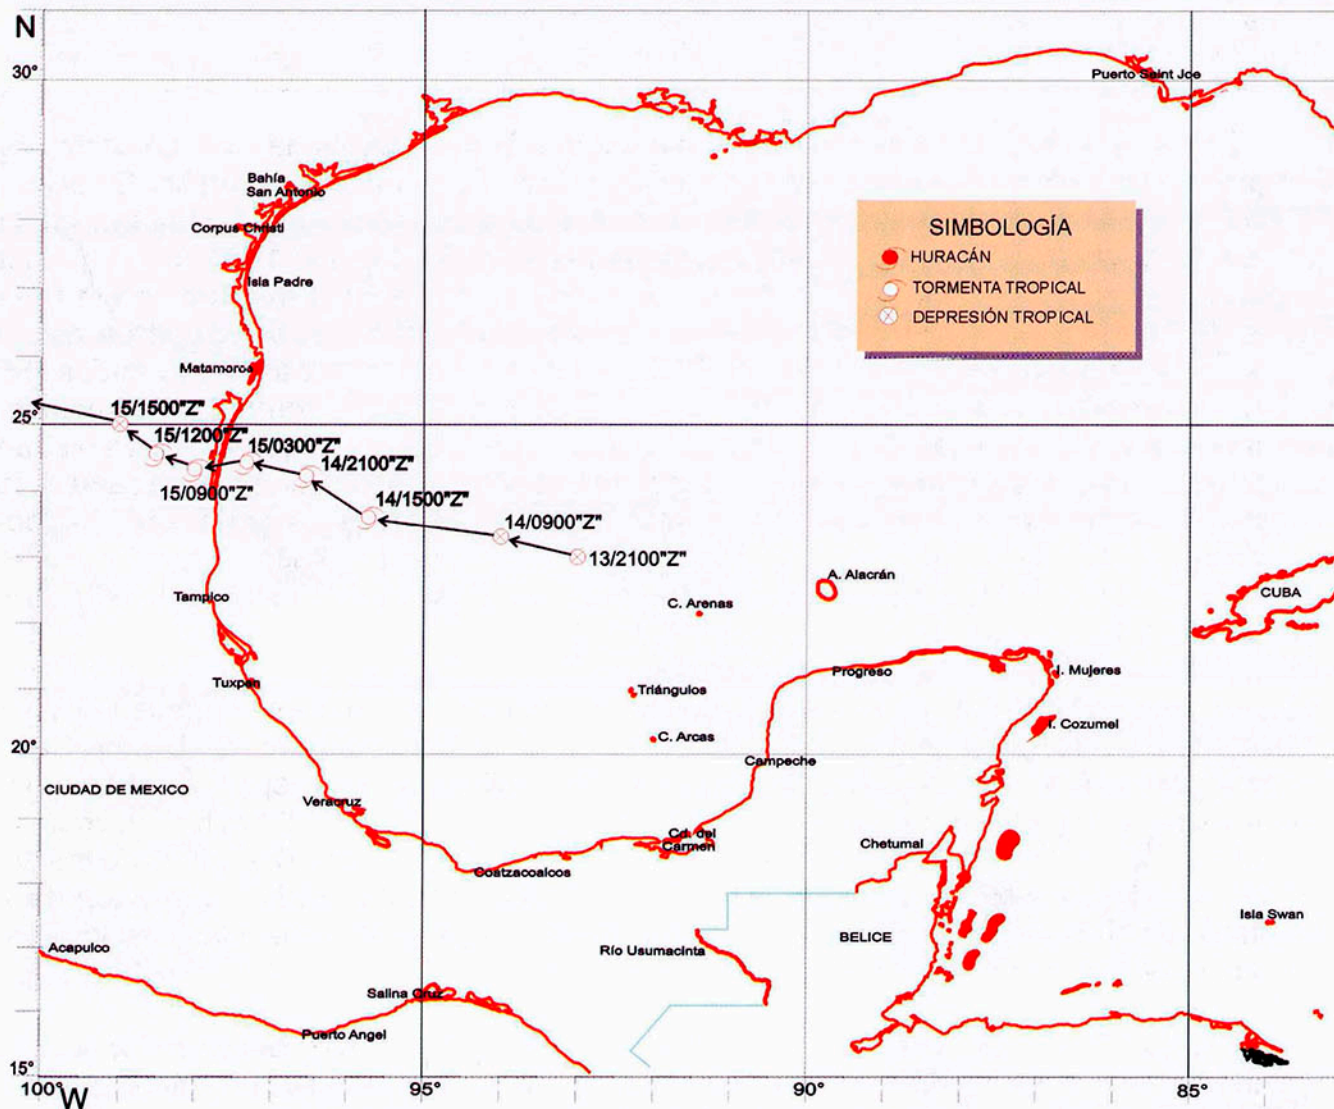 N
30°
Puerto Saint Joe
Bahía
San Antonio
Corpus Christi
Isla Padre
SIMBOLOGÍA
HURACÁN
TORMENTA TROPICAL
DEPRESIÓN TROPICAL
Matamoros
25°
15/1500"Z"
15/1200"Z"
15/0300"Z"
14/2100"Z"
15/0900"Z"
14/1500"Z"
14/0900"Z"
13/2100"Z"
Tampico
A. Alacrán
C. Arenas
CUBA
Tuxpan
Triángulos
Progreso
I. Mujeres
I. Cozumel
C. Arcas
20°
Campeche
CIUDAD DE MEXICO
Veracruz
Cd. del
Carmen
Chetumal
Coatzacoalcos
Isla Swan
Acapulco
Río Usumacinta
BELICE
Salina Cruz
Puerto Angel
15°
100°
95°
90°
85°
W